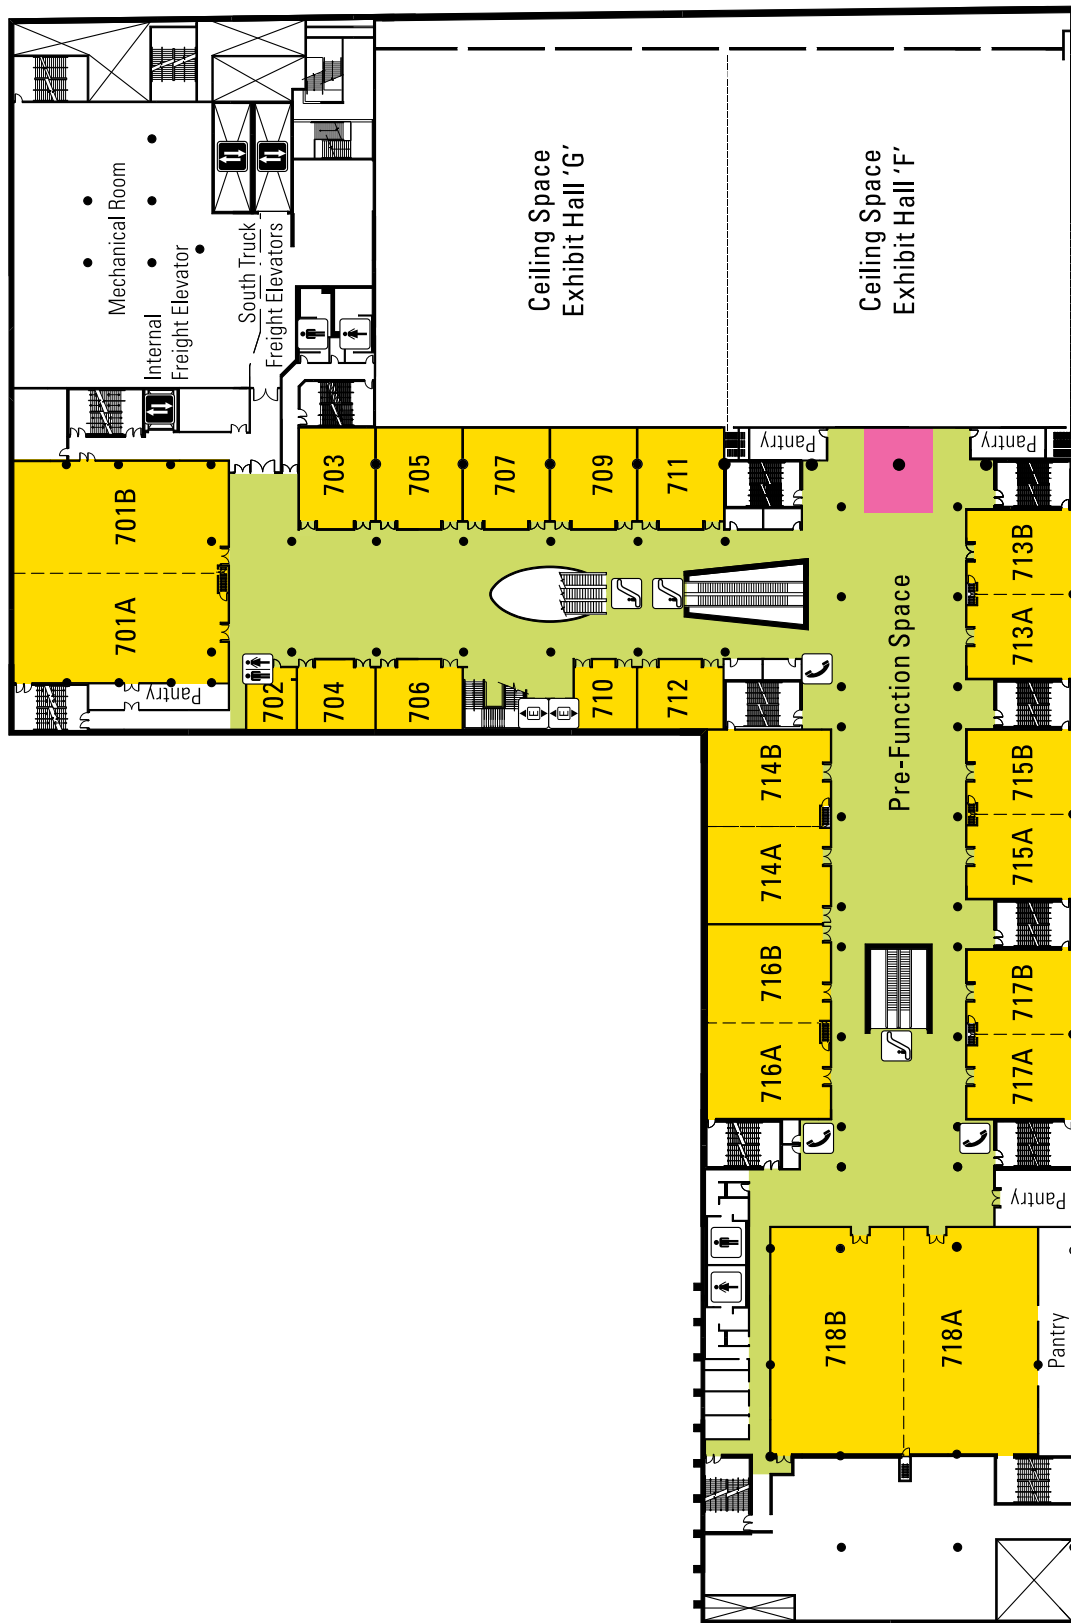 Mechanical Room
Internal
Freight Elevator
South Truck
Freight Elevators
Ceiling Space
Exhibit Hall ‘G’
Ceiling Space
Exhibit Hall ‘F’
Pantry
Pantry
701B
701A
Pantry
703
705
707
709
711
702
704
706
E
E
710
712
713B
713A
Pre-Function Space
714B
714A
715B
715A
716B
716A
717B
717A
Pantry
718B
718A
Pantry